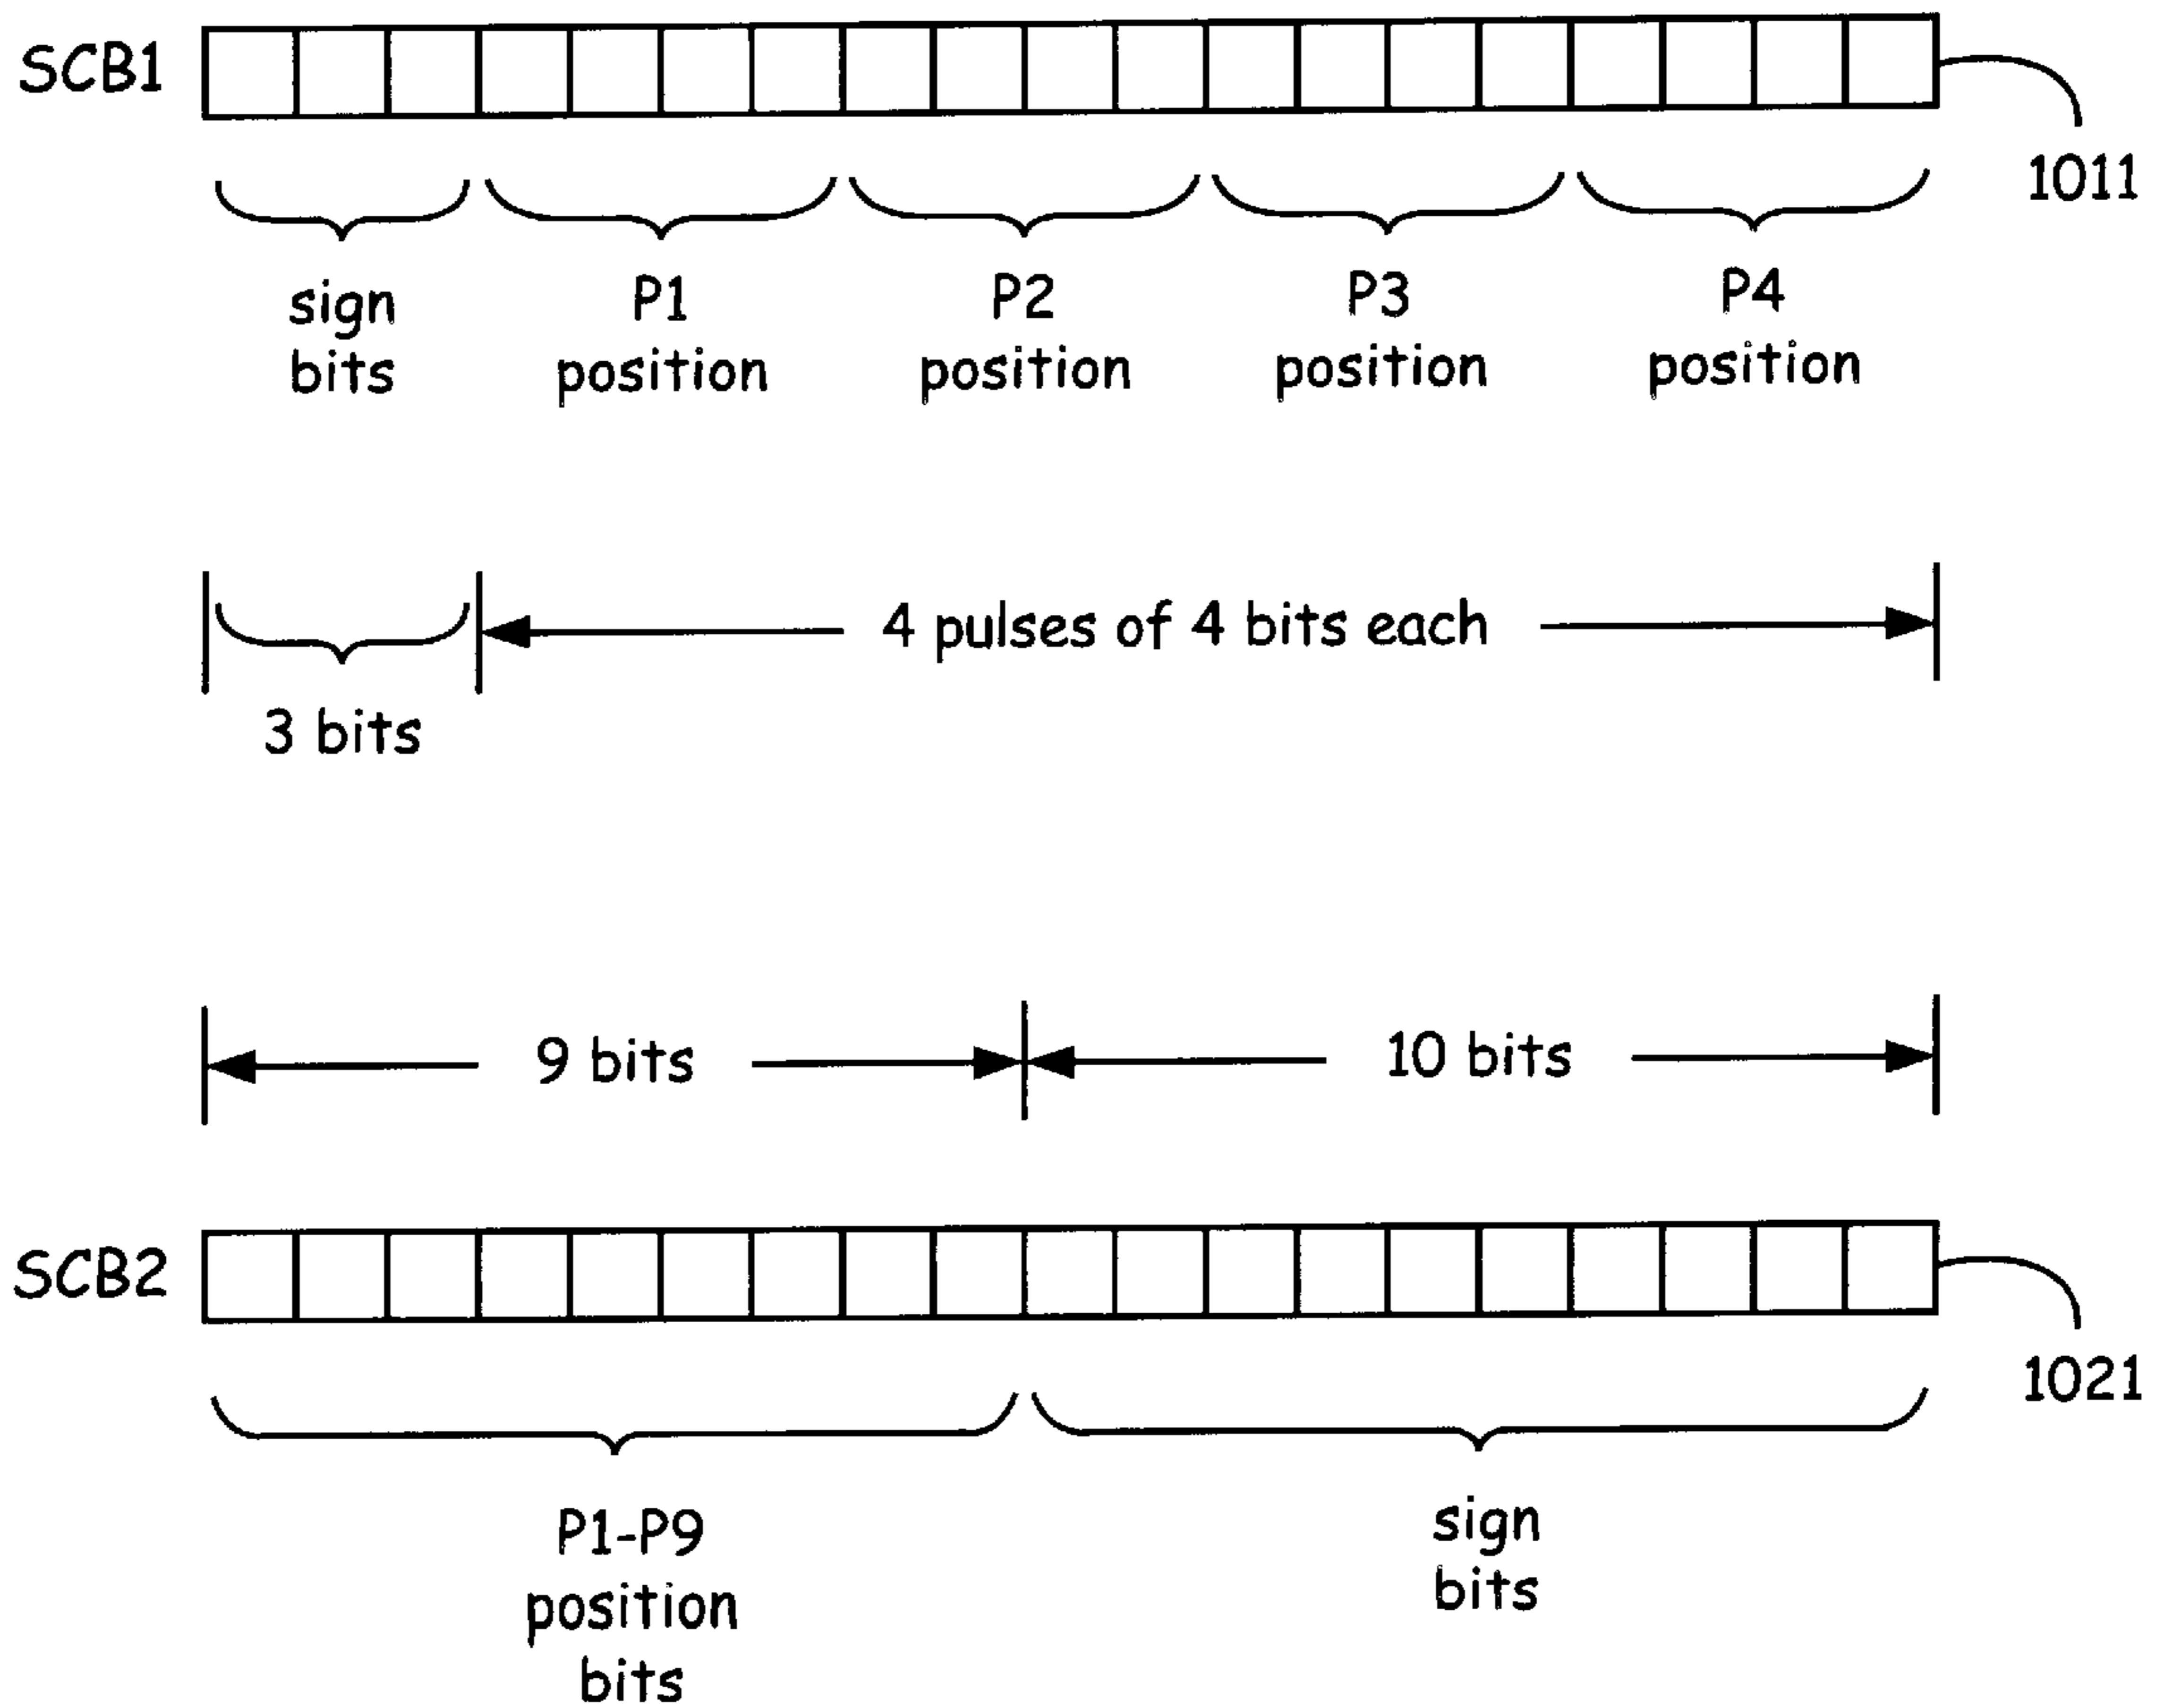 SCB1
1011
sign
bits
P1
position
P2
position
P3
position
P4
position
4 pulses of 4 bits each
3 bits
9 bits
10 bits
SCB2
1021
P1-P9
position
bits
sign
bits